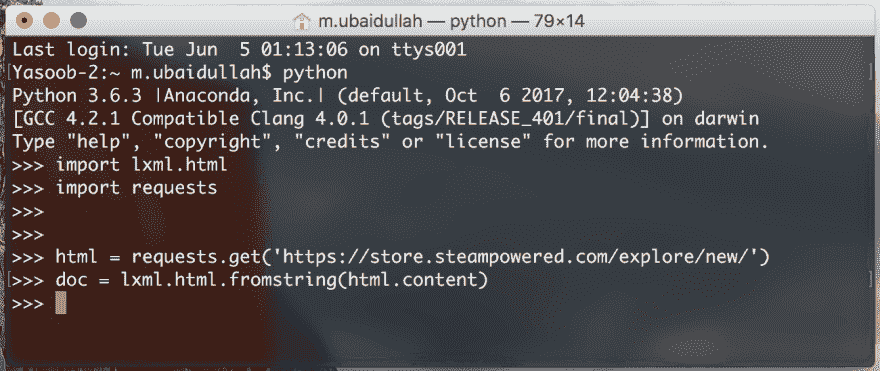 m.ubaidullah — python — 79×14
Last login: Tue Jun  5 01:13:06 on ttys001
[Yasoob-2:~ m.ubaidullah$ python ]
Python 3.6.3 |Anaconda, Inc.| (default, Oct  6 2017, 12:04:38)
[GCC 4.2.1 Compatible Clang 4.0.1 (tags/RELEASE_401/final)] on darwin
Type "help", "copyright", "credits" or "license" for more information.
>>> import lxml.html
>>> import requests
>>>
>>>
>>> html = requests.get('https://store.steampowered.com/explore/new/')
[>>> doc = lxml.html.fromstring(html.content) ]
>>>